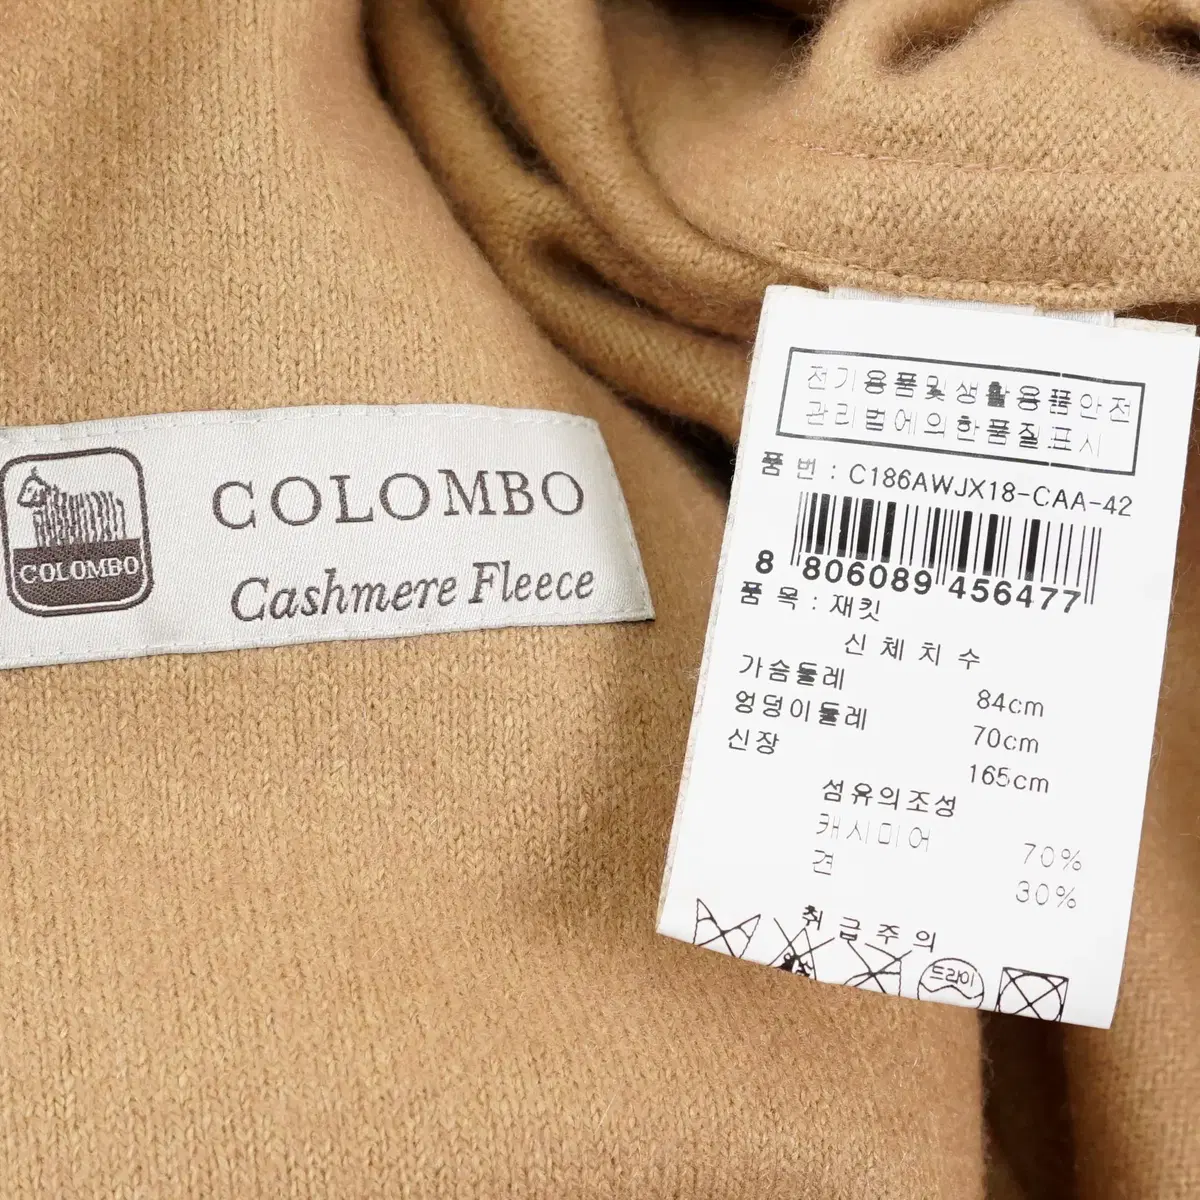 COLOMBO
COLOMBO
Cashmere Fleece
전기용품및생활용품안전
관리법에의한품질표시
품 번 : C186AWJX18-CAA-42
8 806089 456477
품 목 : 재킷
신 체 치 수
가슴둘레 84cm
엉덩이둘레 70cm
신장 165cm
섬유의조성
캐시미어 70%
견 30%
취급주의
드라이